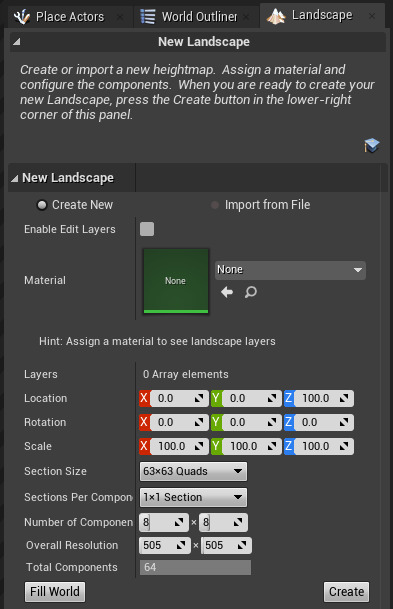 Place Actors
World Outliner
Landscape
New Landscape
Create or import a new heightmap. Assign a material and
configure the components. When you are ready to create your
new Landscape, press the Create button in the lower-right
corner of this panel.
New Landscape
Create New
Import from File
Enable Edit Layers
Material
None
None
Hint: Assign a material to see landscape layers
Layers 0 Array elements
Location X 0.0 Y 0.0 Z 100.0
Rotation X 0.0 Y 0.0 Z 0.0
Scale X 100.0 Y 100.0 Z 100.0
Section Size 63×63 Quads
Sections Per Compon 1×1 Section
Number of Componen 8 × 8
Overall Resolution 505 × 505
Total Components 64
Fill World Create